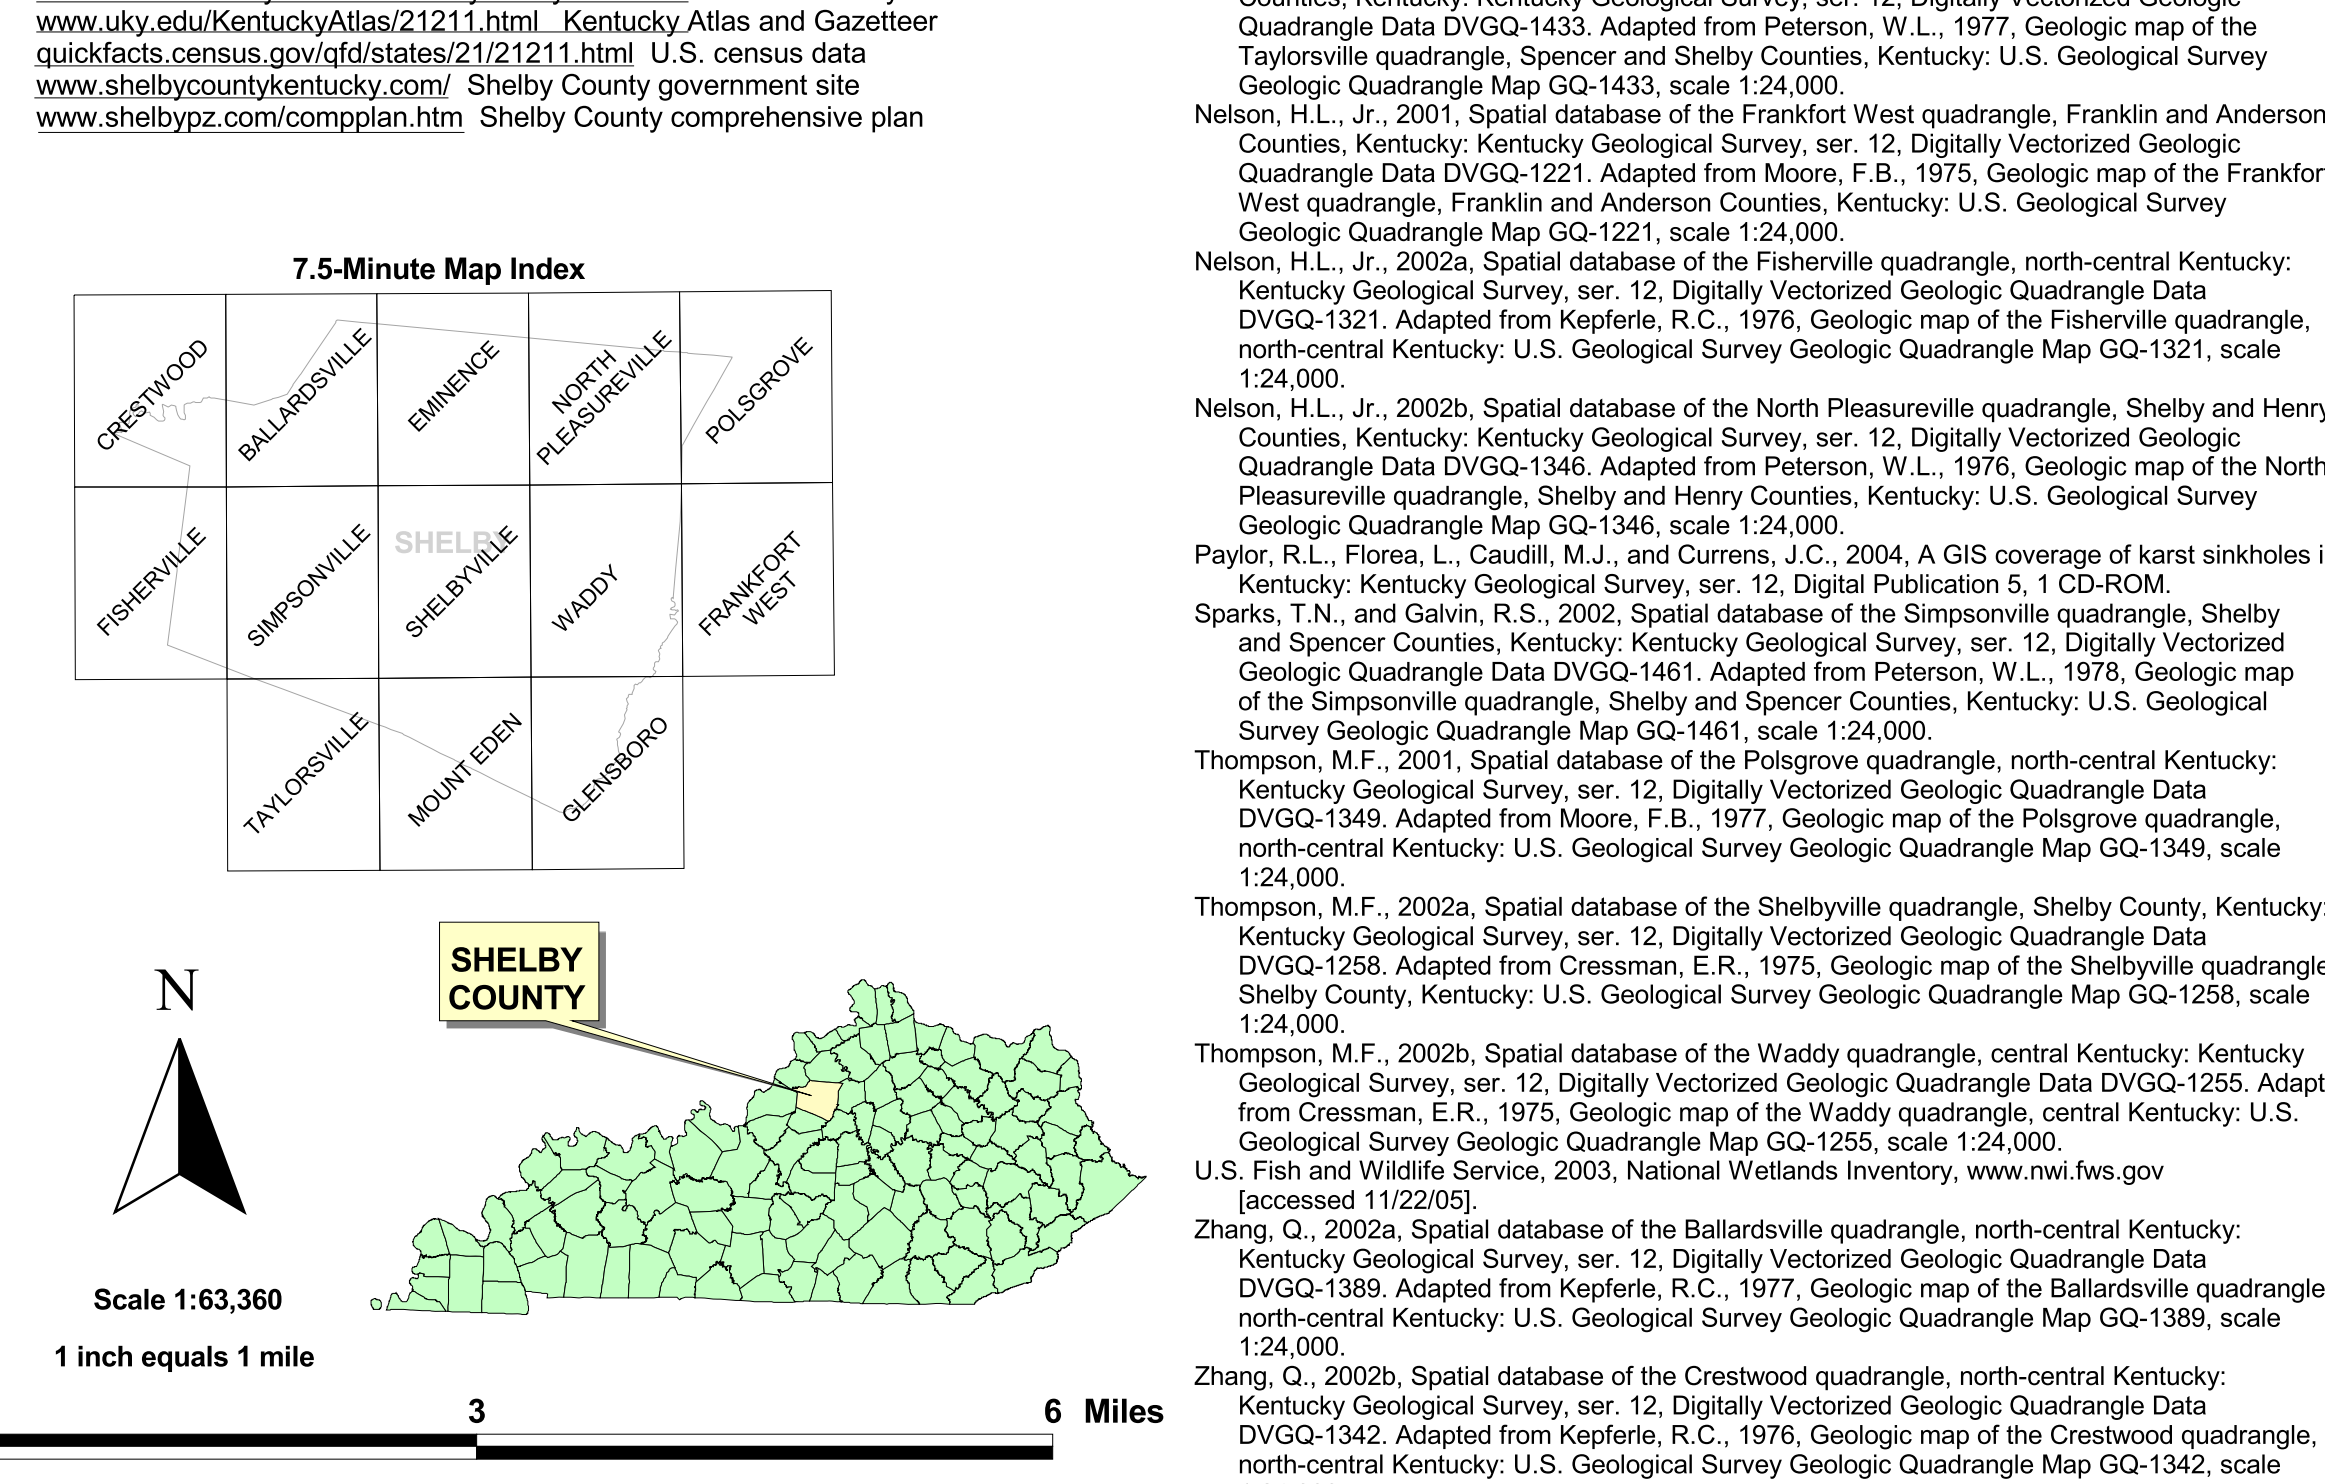 www.uky.edu/KentuckyAtlas/21211.html Kentucky Atlas and Gazetteer
quickfacts.census.gov/qfd/states/21/21211.html U.S. census data
www.shelbycountykentucky.com/ Shelby County government site
www.shelbypz.com/compplan.htm Shelby County comprehensive plan
7.5-Minute Map Index
CRESTWOOD
BALLARDSVILLE
EMINENCE
NORTH
PLEASUREVILLE
POLSGROVE
FISHERVILLE
SIMPSONVILLE
SHELBY
SHELBYVILLE
WADDY
FRANKFORT
WEST
TAYLORSVILLE
MOUNT EDEN
GLENSBORO
SHELBY
COUNTY
N
Scale 1:63,360
1 inch equals 1 mile
3
6 Miles
Counties, Kentucky: Kentucky Geological Survey, ser. 12, Digitally Vectorized Geologic
Quadrangle Data DVGQ-1433. Adapted from Peterson, W.L., 1977, Geologic map of the
Taylorsville quadrangle, Spencer and Shelby Counties, Kentucky: U.S. Geological Survey
Geologic Quadrangle Map GQ-1433, scale 1:24,000.
Nelson, H.L., Jr., 2001, Spatial database of the Frankfort West quadrangle, Franklin and Anderson
Counties, Kentucky: Kentucky Geological Survey, ser. 12, Digitally Vectorized Geologic
Quadrangle Data DVGQ-1221. Adapted from Moore, F.B., 1975, Geologic map of the Frankfor
West quadrangle, Franklin and Anderson Counties, Kentucky: U.S. Geological Survey
Geologic Quadrangle Map GQ-1221, scale 1:24,000.
Nelson, H.L., Jr., 2002a, Spatial database of the Fisherville quadrangle, north-central Kentucky:
Kentucky Geological Survey, ser. 12, Digitally Vectorized Geologic Quadrangle Data
DVGQ-1321. Adapted from Kepferle, R.C., 1976, Geologic map of the Fisherville quadrangle,
north-central Kentucky: U.S. Geological Survey Geologic Quadrangle Map GQ-1321, scale
1:24,000.
Nelson, H.L., Jr., 2002b, Spatial database of the North Pleasureville quadrangle, Shelby and Henry
Counties, Kentucky: Kentucky Geological Survey, ser. 12, Digitally Vectorized Geologic
Quadrangle Data DVGQ-1346. Adapted from Peterson, W.L., 1976, Geologic map of the North
Pleasureville quadrangle, Shelby and Henry Counties, Kentucky: U.S. Geological Survey
Geologic Quadrangle Map GQ-1346, scale 1:24,000.
Paylor, R.L., Florea, L., Caudill, M.J., and Currens, J.C., 2004, A GIS coverage of karst sinkholes i
Kentucky: Kentucky Geological Survey, ser. 12, Digital Publication 5, 1 CD-ROM.
Sparks, T.N., and Galvin, R.S., 2002, Spatial database of the Simpsonville quadrangle, Shelby
and Spencer Counties, Kentucky: Kentucky Geological Survey, ser. 12, Digitally Vectorized
Geologic Quadrangle Data DVGQ-1461. Adapted from Peterson, W.L., 1978, Geologic map
of the Simpsonville quadrangle, Shelby and Spencer Counties, Kentucky: U.S. Geological
Survey Geologic Quadrangle Map GQ-1461, scale 1:24,000.
Thompson, M.F., 2001, Spatial database of the Polsgrove quadrangle, north-central Kentucky:
Kentucky Geological Survey, ser. 12, Digitally Vectorized Geologic Quadrangle Data
DVGQ-1349. Adapted from Moore, F.B., 1977, Geologic map of the Polsgrove quadrangle,
north-central Kentucky: U.S. Geological Survey Geologic Quadrangle Map GQ-1349, scale
1:24,000.
Thompson, M.F., 2002a, Spatial database of the Shelbyville quadrangle, Shelby County, Kentucky:
Kentucky Geological Survey, ser. 12, Digitally Vectorized Geologic Quadrangle Data
DVGQ-1258. Adapted from Cressman, E.R., 1975, Geologic map of the Shelbyville quadrangle
Shelby County, Kentucky: U.S. Geological Survey Geologic Quadrangle Map GQ-1258, scale
1:24,000.
Thompson, M.F., 2002b, Spatial database of the Waddy quadrangle, central Kentucky: Kentucky
Geological Survey, ser. 12, Digitally Vectorized Geologic Quadrangle Data DVGQ-1255. Adapt
from Cressman, E.R., 1975, Geologic map of the Waddy quadrangle, central Kentucky: U.S.
Geological Survey Geologic Quadrangle Map GQ-1255, scale 1:24,000.
U.S. Fish and Wildlife Service, 2003, National Wetlands Inventory, www.nwi.fws.gov
[accessed 11/22/05].
Zhang, Q., 2002a, Spatial database of the Ballardsville quadrangle, north-central Kentucky:
Kentucky Geological Survey, ser. 12, Digitally Vectorized Geologic Quadrangle Data
DVGQ-1389. Adapted from Kepferle, R.C., 1977, Geologic map of the Ballardsville quadrangle
north-central Kentucky: U.S. Geological Survey Geologic Quadrangle Map GQ-1389, scale
1:24,000.
Zhang, Q., 2002b, Spatial database of the Crestwood quadrangle, north-central Kentucky:
Kentucky Geological Survey, ser. 12, Digitally Vectorized Geologic Quadrangle Data
DVGQ-1342. Adapted from Kepferle, R.C., 1976, Geologic map of the Crestwood quadrangle,
north-central Kentucky: U.S. Geological Survey Geologic Quadrangle Map GQ-1342, scale